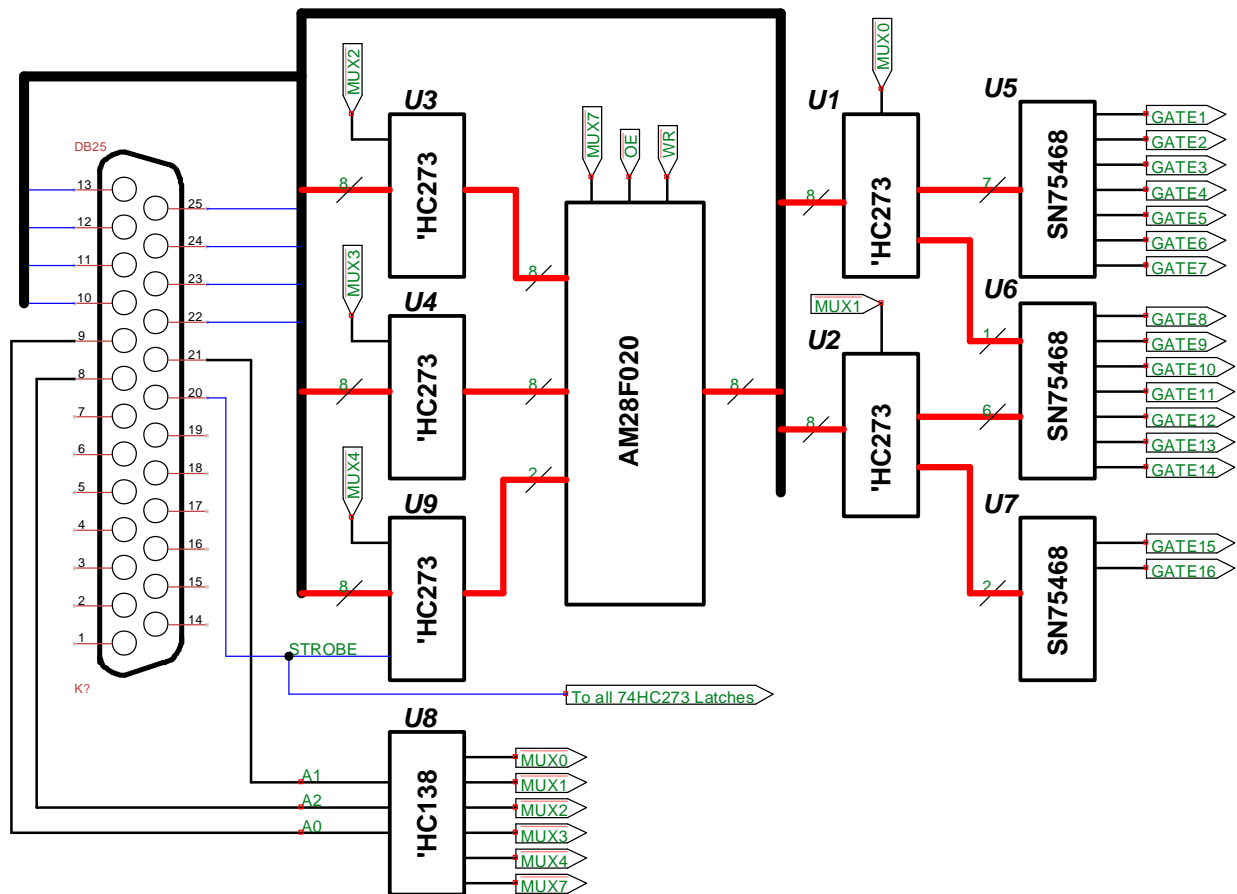 DB25
13
12
11
10
9
8
7
6
5
4
3
2
1
25
24
23
22
21
20
19
18
17
16
15
14
K?
MUX2
U3
'HC273
8
8
MUX3
U4
'HC273
8
8
MUX4
U9
'HC273
8
2
STROBE
To all 74HC273 Latches
MUX7
OE
WR
AM28F020
8
MUX0
U1
'HC273
8
7
1
MUX1
U2
'HC273
8
6
2
U5
SN75468
GATE1
GATE2
GATE3
GATE4
GATE5
GATE6
GATE7
U6
SN75468
GATE8
GATE9
GATE10
GATE11
GATE12
GATE13
GATE14
U7
SN75468
GATE15
GATE16
U8
'HC138
A1
A2
A0
MUX0
MUX1
MUX2
MUX3
MUX4
MUX7